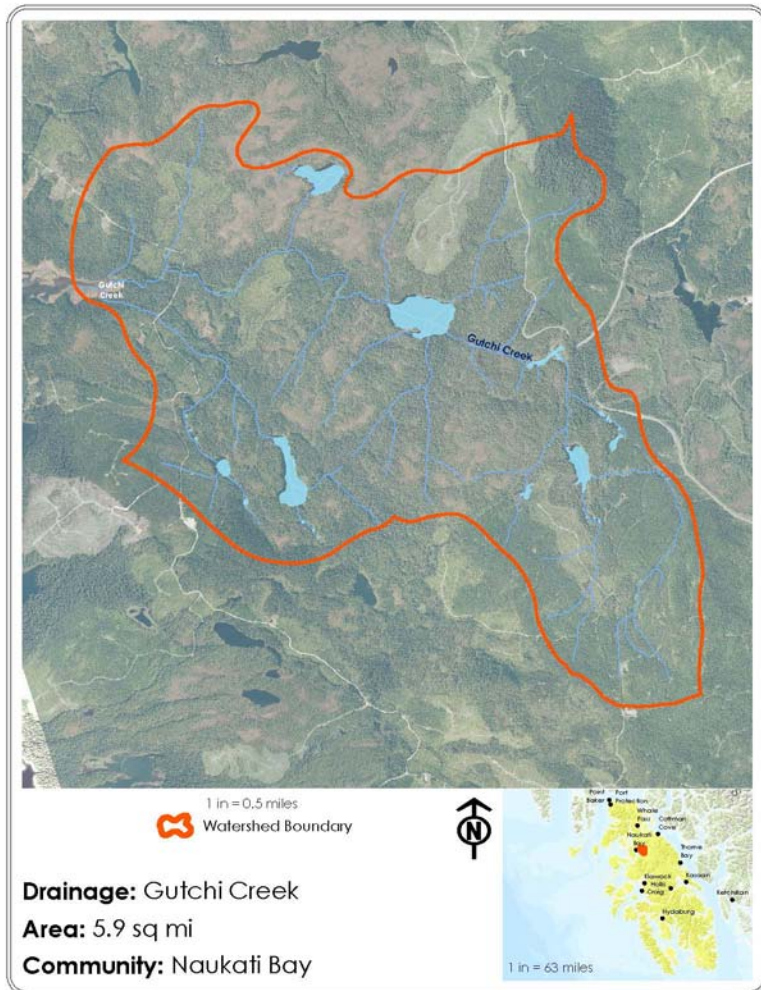 Gutchi
Creek
Gutchi Creek
1 in = 0.5 miles
Watershed Boundary
N
Drainage: Gutchi Creek
Area: 5.9 sq mi
Community: Naukati Bay
Point
Baker
Port
Protection
Whale
Pass
Coffman
Cove
Naukati
Bay
Thorne
Bay
Klawock
Hollis
Kasaan
Craig
Ketchikan
Hydaburg
1 in = 63 miles